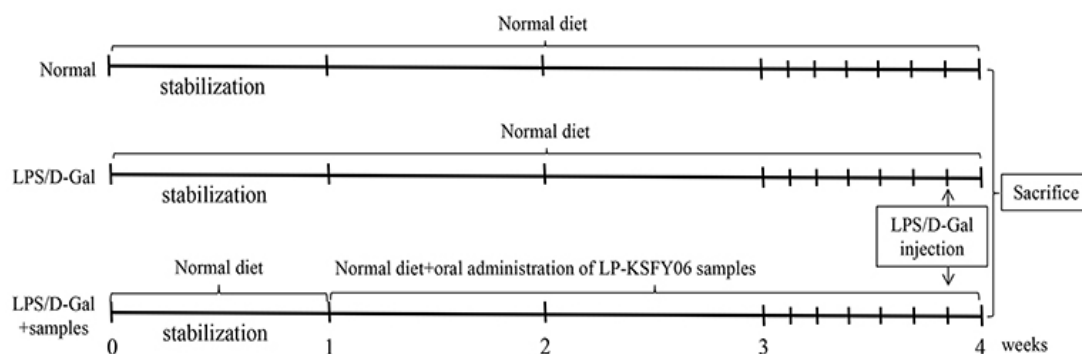 Normal diet
Normal
stabilization
Normal diet
LPS/D-Gal
stabilization
Sacrifice
LPS/D-Gal
injection
Normal diet
Normal diet+oral administration of LP-KSFY06 samples
LPS/D-Gal
+samples
stabilization
0 1 2 3 4 weeks